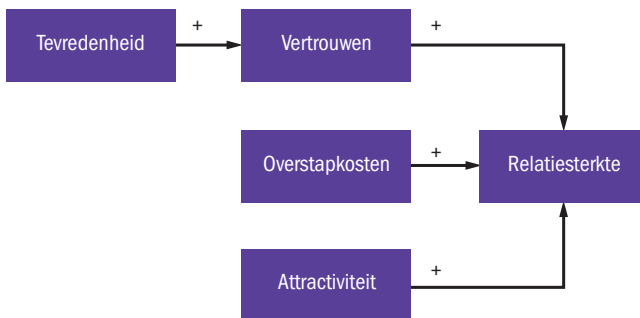 Tevredenheid
+
Vertrouwen
+
Overstapkosten
+
Relatiesterkte
Attractiviteit
+